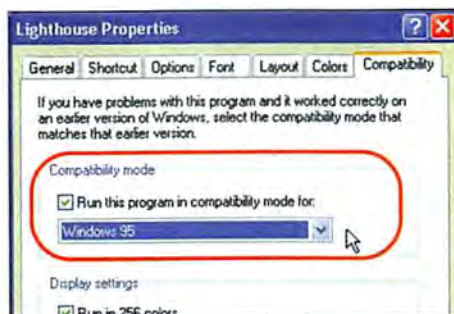 Lighthouse Properties
General Shortcut Options Font Layout Colors Compatibility
If you have problems with this program and it worked correctly on
an earlier version of Windows, select the compatibility mode that
matches that earlier version.
Compatibility mode
Run this program in compatibility mode for:
Windows 95
Display settings
Run in 256 colors